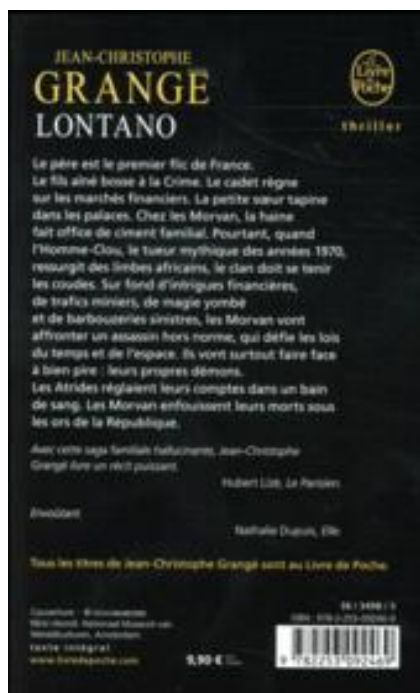 JEAN-CHRISTOPHE
GRANGÉ
LONTANO
Le Livre de Poche
thriller
Le père est le premier flic de France.
Le fils aîné bosse à la Crime. Le cadet règne
sur les marchés financiers. La petite sœur tapine
dans les palaces. Chez les Morvan, la haine
fait office de ciment familial. Pourtant, quand
l'Homme-Clou, le tueur mythique des années 1970,
ressurgit des limbes africains, le clan doit se tenir
les coudes. Sur fond d'intrigues financières,
de trafics miniers, de magie yombé
et de barbouzeries sinistres, les Morvan vont
affronter un assassin hors norme, qui défie les lois
du temps et de l'espace. Ils vont surtout faire face
à bien pire : leurs propres démons.
Les Atrides réglaient leurs comptes dans un bain
de sang. Les Morvan enfouissent leurs morts sous
les ors de la République.
Avec cette saga familiale hallucinante, Jean-Christophe
Grangé livre un récit puissant.
Hubert Lizé, Le Parisien.
Envoûtant.
Nathalie Dupuis, Elle.
Tous les titres de Jean-Christophe Grangé sont au Livre de Poche.
Couverture :
texte intégral
www.livredepoche.com
9,90 €